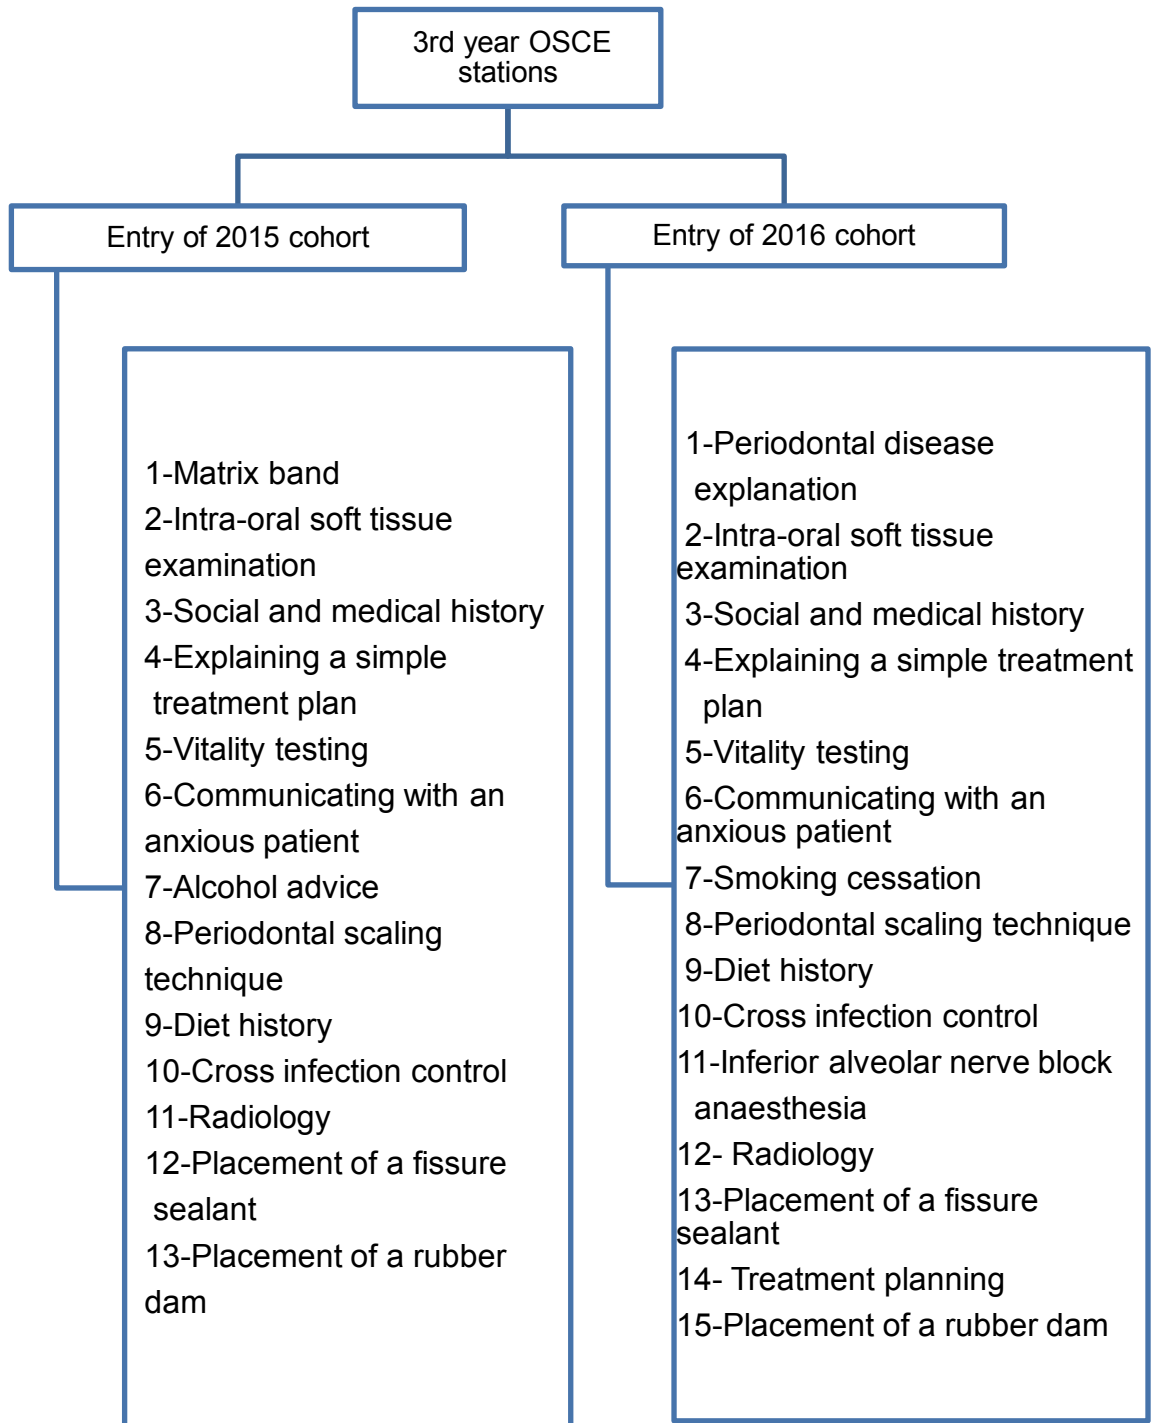 3rd year OSCE
stations
Entry of 2015 cohort
Entry of 2016 cohort
1-Matrix band
2-Intra-oral soft tissue
examination
3-Social and medical history
4-Explaining a simple
treatment plan
5-Vitality testing
6-Communicating with an
anxious patient
7-Alcohol advice
8-Periodontal scaling
technique
9-Diet history
10-Cross infection control
11-Radiology
12-Placement of a fissure
sealant
13-Placement of a rubber
dam
1-Periodontal disease
explanation
2-Intra-oral soft tissue
examination
3-Social and medical history
4-Explaining a simple treatment
plan
5-Vitality testing
6-Communicating with an
anxious patient
7-Smoking cessation
8-Periodontal scaling technique
9-Diet history
10-Cross infection control
11-Inferior alveolar nerve block
anaesthesia
12- Radiology
13-Placement of a fissure
sealant
14- Treatment planning
15-Placement of a rubber dam